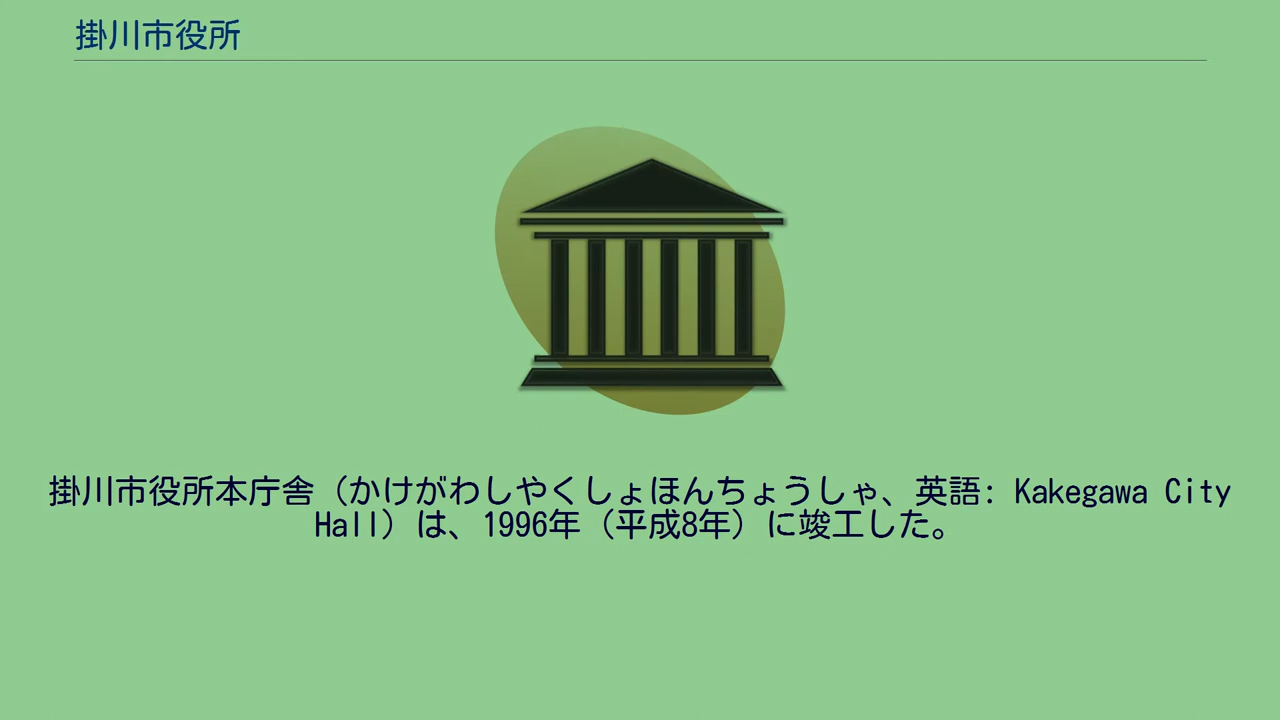 掛川市役所
掛川市役所本庁舎（かけがわしやくしょほんちょうしゃ、英語: Kakegawa City
Hall）は、1996年（平成8年）に竣工した。